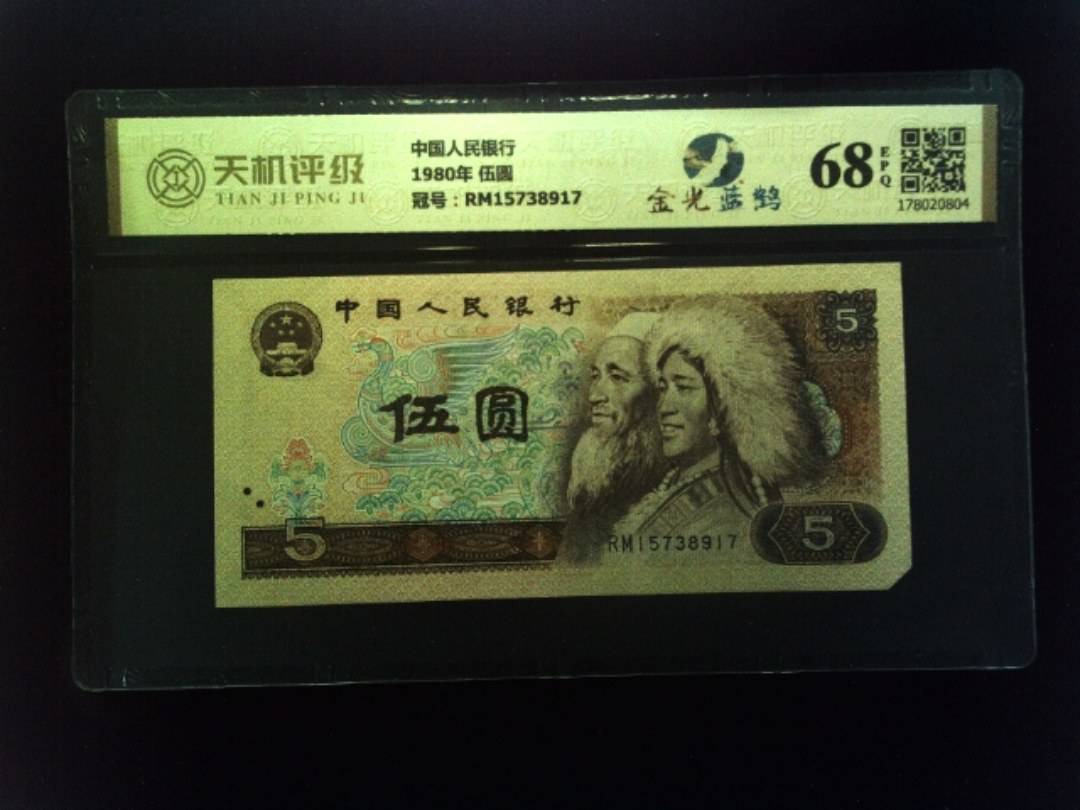 天机评级
TIAN JI PING JI
中国人民银行
1980年 伍圆
冠号：RM15738917
金光蓝鹤
68
EPQ
178020804
中国人民银行
5
伍圆
5
RM15738917
5